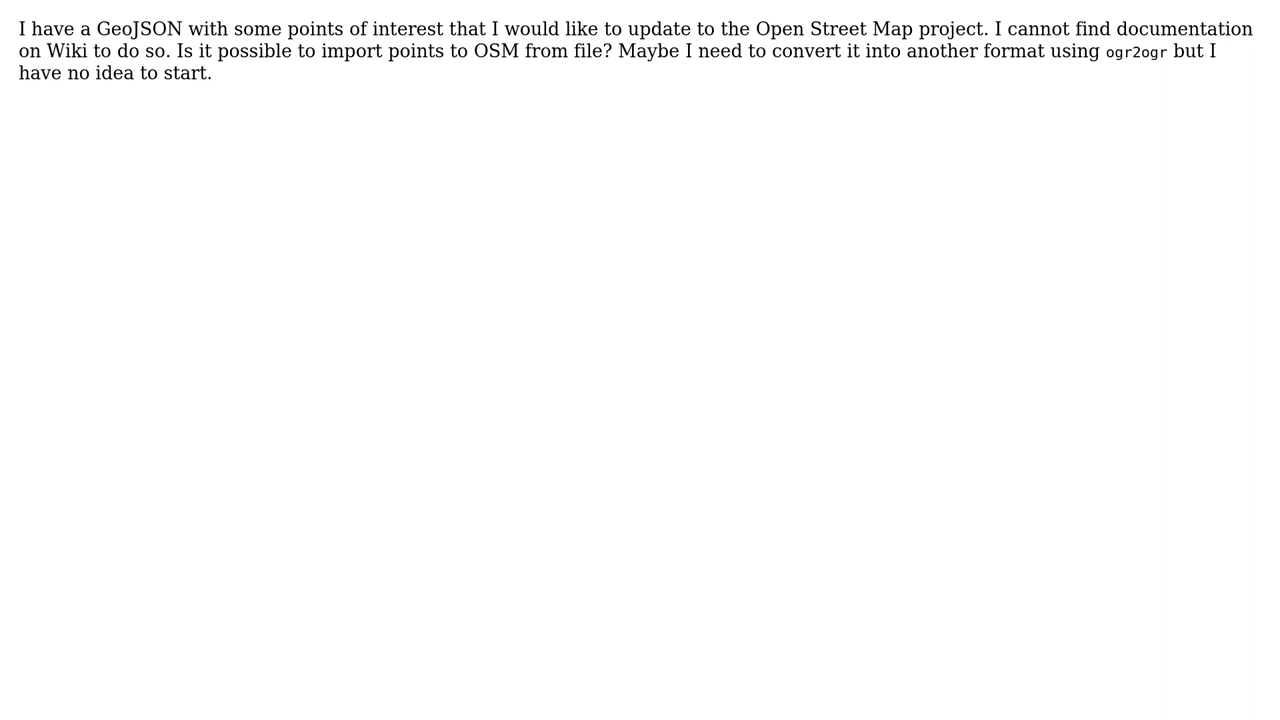 I have a GeoJSON with some points of interest that I would like to update to the Open Street Map project. I cannot find documentation
on Wiki to do so. Is it possible to import points to OSM from file? Maybe I need to convert it into another format using ogr2ogr but I
have no idea to start.